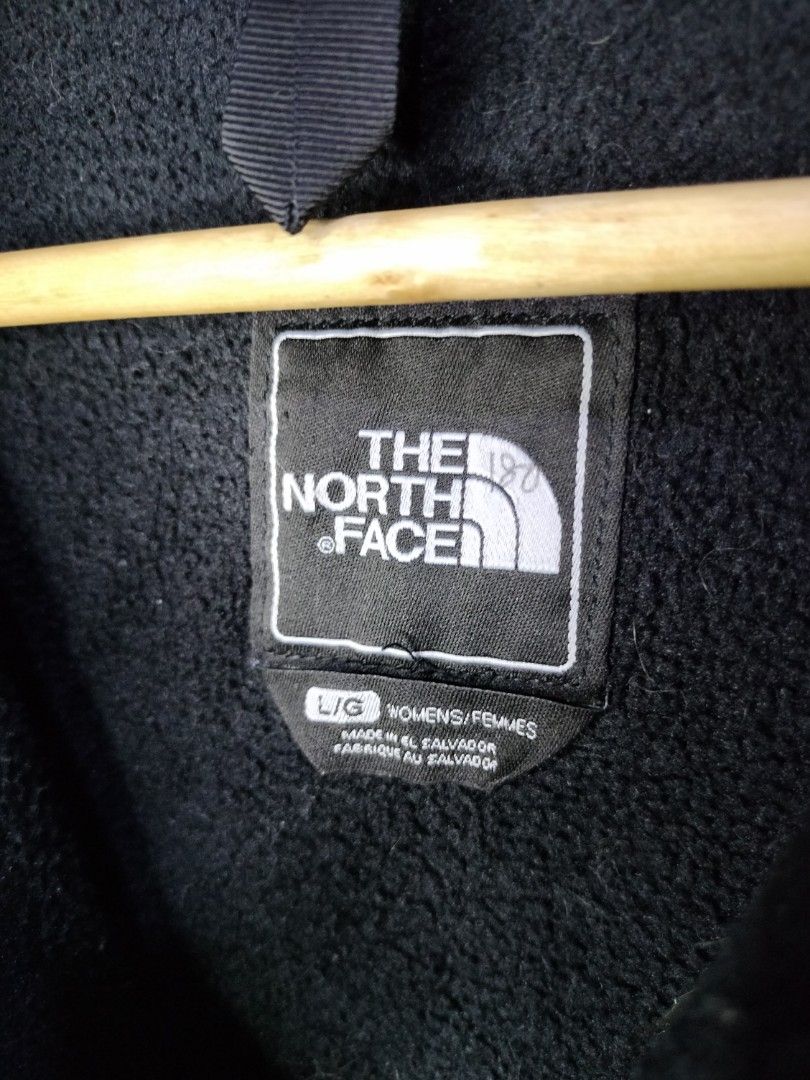 THE
NORTH
®FACE
180
L/G WOMENS/FEMMES
MADE IN EL SALVADOR
FABRIQUE AU SALVADOR